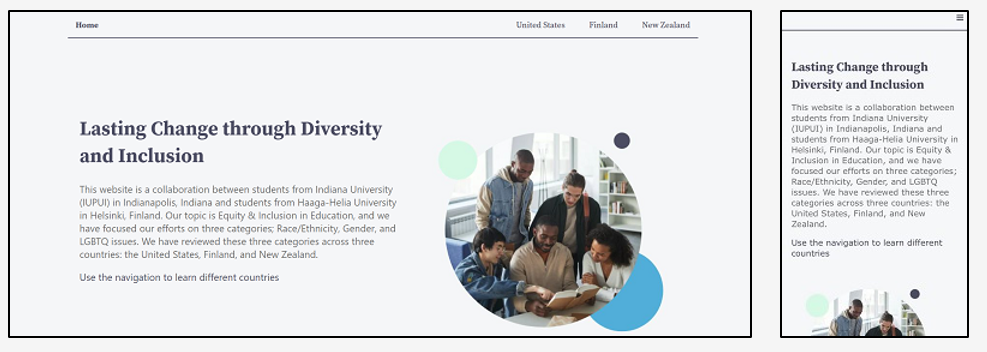 Home United States Finland New Zealand
Lasting Change through Diversity
and Inclusion
This website is a collaboration between students from Indiana University
(IUPUI) in Indianapolis, Indiana and students from Haaga-Helia University
in Helsinki, Finland. Our topic is Equity & Inclusion in Education, and we
have focused our efforts on three categories; Race/Ethnicity, Gender, and
LGBTQ issues. We have reviewed these three categories across three
countries: the United States, Finland, and New Zealand.
Use the navigation to learn different countries
Lasting Change through
Diversity and Inclusion
This website is a collaboration between
students from Indiana University
(IUPUI) in Indianapolis, Indiana and
students from Haaga-Helia University in
Helsinki, Finland. Our topic is Equity &
Inclusion in Education, and we have
focused our efforts on three categories;
Race/Ethnicity, Gender, and LGBTQ
issues. We have reviewed these three
categories across three countries: the
United States, Finland, and New
Zealand.
Use the navigation to learn different
countries